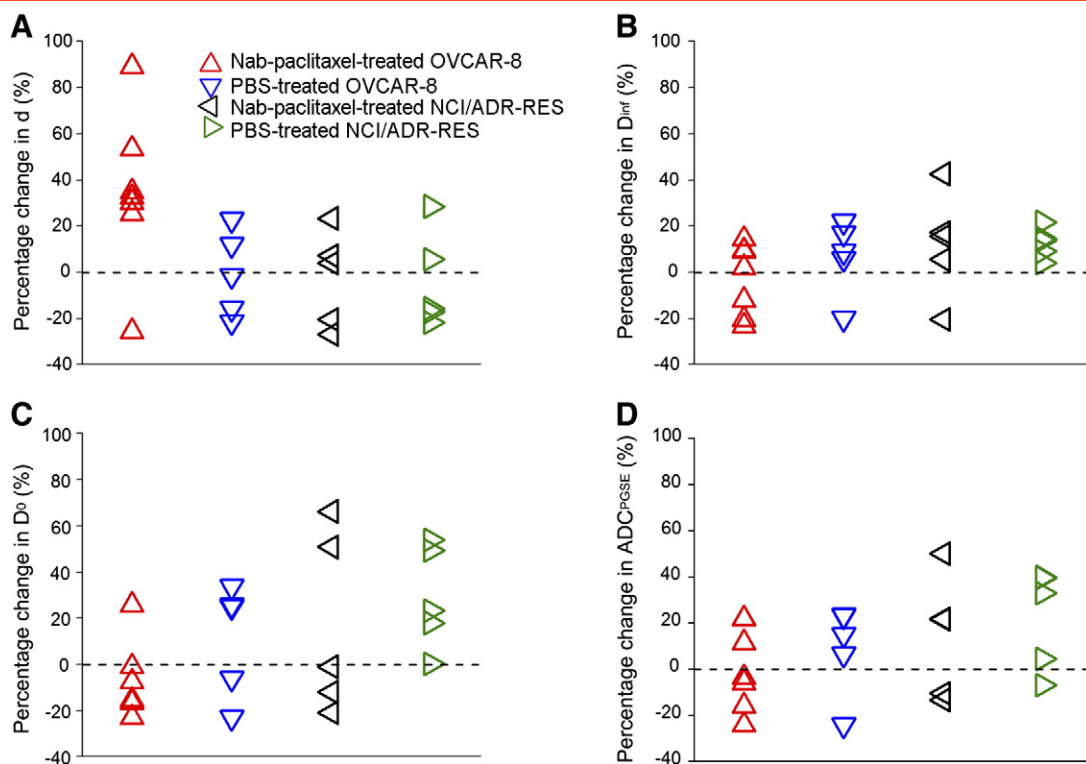 A
Percentage change in d (%)
100
80
60
40
20
0
-20
-40
Nab-paclitaxel-treated OVCAR-8
PBS-treated OVCAR-8
Nab-paclitaxel-treated NCI/ADR-RES
PBS-treated NCI/ADR-RES
B
Percentage change in Dinf (%)
100
80
60
40
20
0
-20
-40
C
Percentage change in D0 (%)
100
80
60
40
20
0
-20
-40
D
Percentage change in ADCPGSE (%)
100
80
60
40
20
0
-20
-40